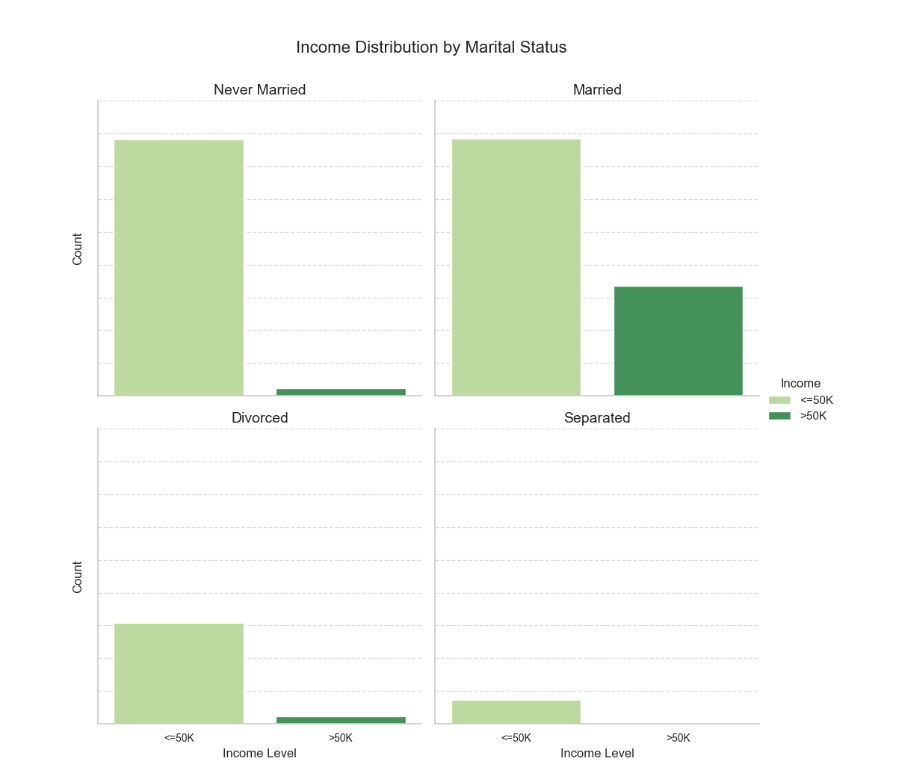 Income Distribution by Marital Status
Never Married
Married
Count
Income
<=50K
>50K
Divorced
Separated
Count
<=50K
>50K
<=50K
>50K
Income Level
Income Level